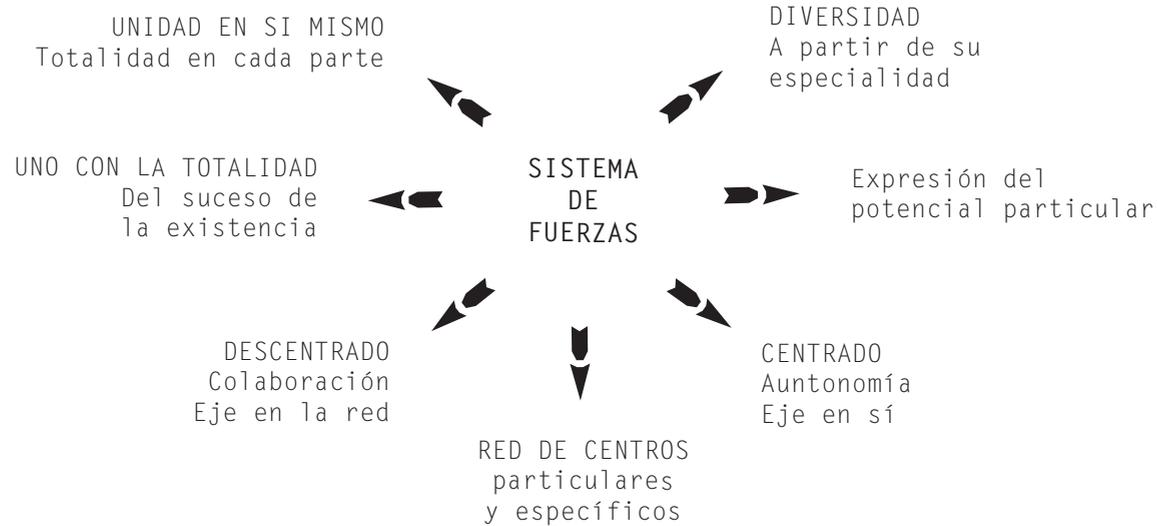 UNIDAD EN SI MISMO
Totalidad en cada parte
DIVERSIDAD
A partir de su
especialidad
UNO CON LA TOTALIDAD
Del suceso de
la existencia
SISTEMA
DE
FUERZAS
Expresión del
potencial particular
DESCENTRADO
Colaboración
Eje en la red
CENTRADO
Auntonomía
Eje en sí
RED DE CENTROS
particulares
y específicos